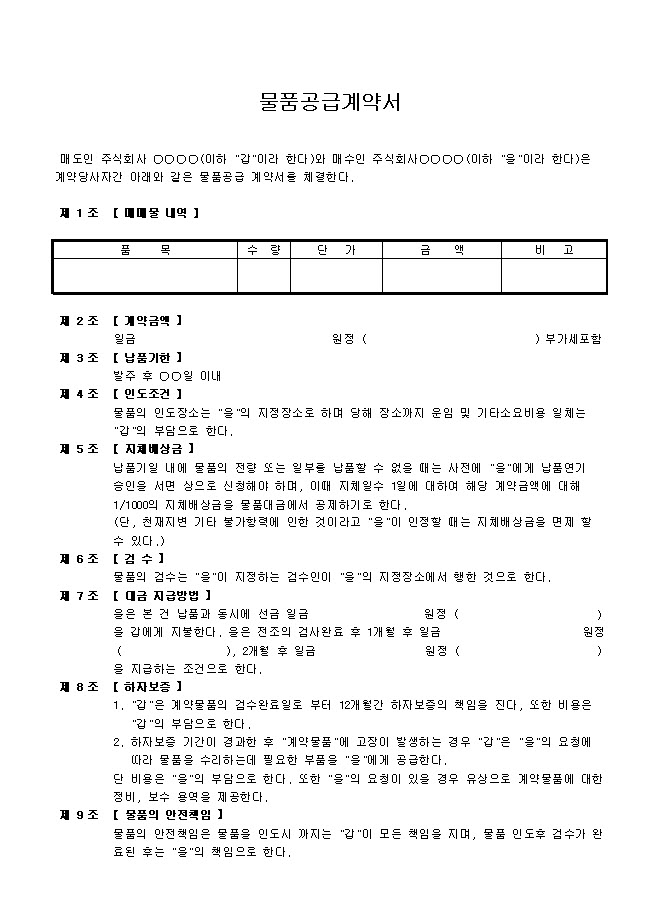 물품공급계약서
매도인 주식회사 ○○○○(이하 "갑"이라 한다)와 매수인 주식회사○○○○(이하 "을"이라 한다)은
계약당사자간 아래와 같은 물품공급 계약서를 체결한다.
제 1 조 [ 매매물 내역 ]
품 목 수 량 단 가 금 액 비 고
제 2 조 [ 계약금액 ]
일금 원정 ( ) 부가세포함
제 3 조 [ 납품기한 ]
발주 후 ○○일 이내
제 4 조 [ 인도조건 ]
물품의 인도장소는 "을"의 지정장소로 하며 당해 장소까지 운임 및 기타소요비용 일체는
"갑"의 부담으로 한다.
제 5 조 [ 지체배상금 ]
납품기일 내에 물품의 전량 또는 일부를 납품할 수 없을 때는 사전에 "을"에게 납품연기
승인을 서면 상으로 신청해야 하며, 이때 지체일수 1일에 대하여 해당 계약금액에 대해
1/1000의 지체배상금을 물품대금에서 공제하기로 한다.
(단, 천재지변 기타 불가항력에 인한 것이라고 "을"이 인정할 때는 지체배상금을 면제 할
수 있다.)
제 6 조 [ 검 수 ]
물품의 검수는 "을"이 지정하는 검수인이 "을"의 지정장소에서 행한 것으로 한다.
제 7 조 [ 대금 지급방법 ]
을은 본 건 납품과 동시에 선금 일금 원정 ( )
을 갑에게 지불한다. 을은 전조의 검사완료 후 1개월 후 일금 원정
( ), 2개월 후 일금 원정 ( )
을 지급하는 조건으로 한다.
제 8 조 [ 하자보증 ]
1. "갑"은 계약물품의 검수완료일로 부터 12개월간 하자보증의 책임을 진다, 또한 비용은
"갑"의 부담으로 한다.
2. 하자보증 기간이 경과한 후 "계약물품"에 고장이 발생하는 경우 "갑"은 "을"의 요청에
따라 물품을 수리하는데 필요한 부품을 "을"에게 공급한다.
단 비용은 "을"의 부담으로 한다. 또한 "을"의 요청이 있을 경우 유상으로 계약물품에 대한
정비, 보수 용역을 제공한다.
제 9 조 [ 물품의 안전책임 ]
물품의 안전책임은 물품을 인도시 까지는 "갑"이 모든 책임을 지며, 물품 인도후 검수가 완
료된 후는 "을"의 책임으로 한다.